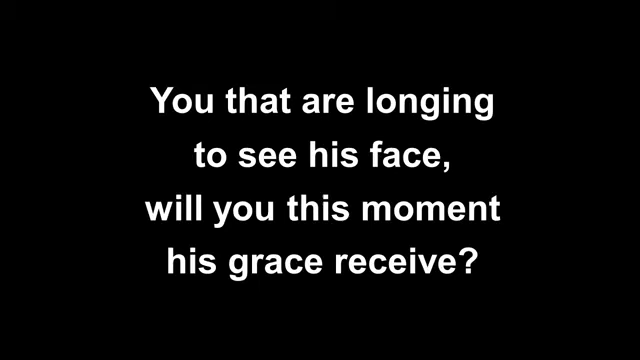 You that are longing
to see his face,
will you this moment
his grace receive?